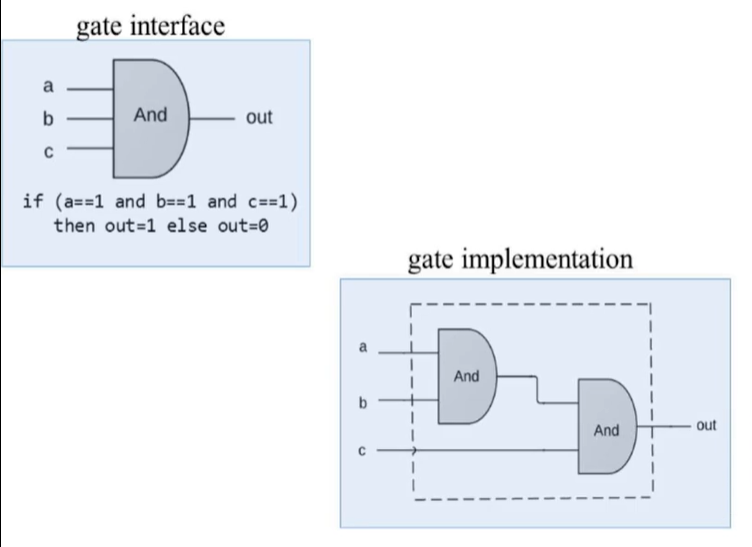 gate interface
a
b
c
And
out
if (a==1 and b==1 and c==1)
then out=1 else out=0
gate implementation
a
b
c
And
And
out